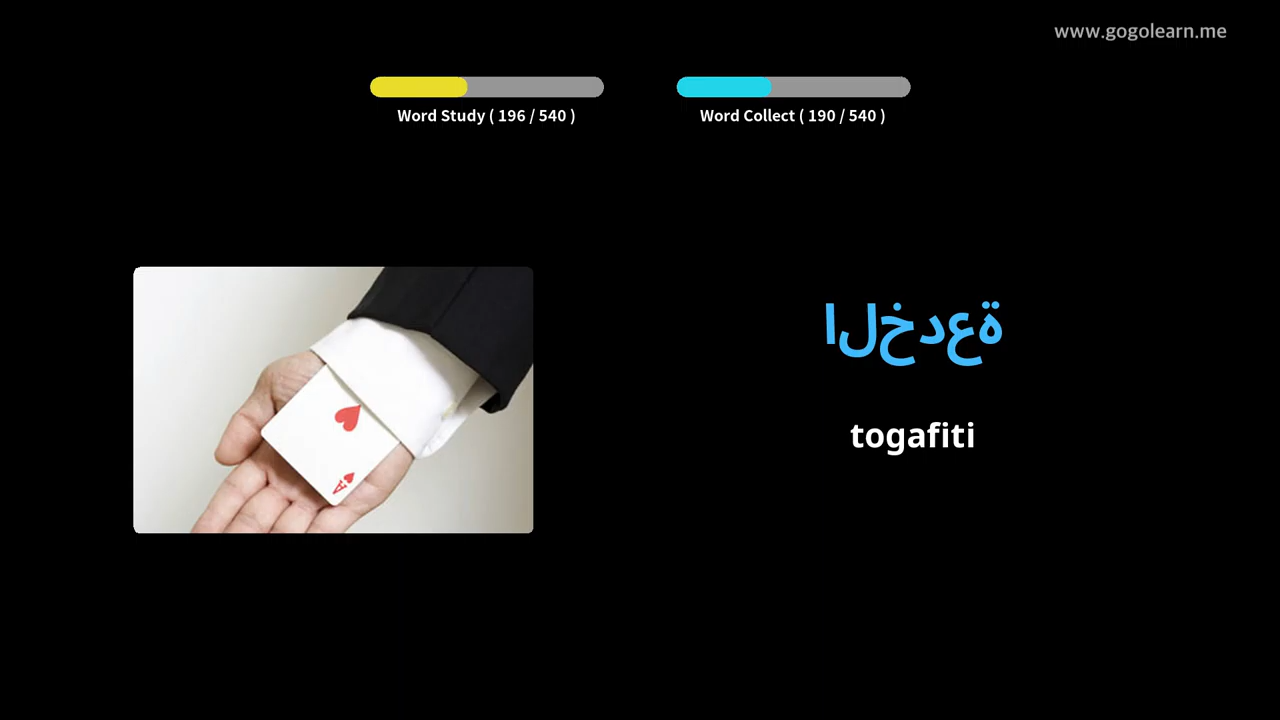 www.gogolearn.me
Word Study ( 196 / 540 )
Word Collect ( 190 / 540 )
الخدعة
togafiti
A